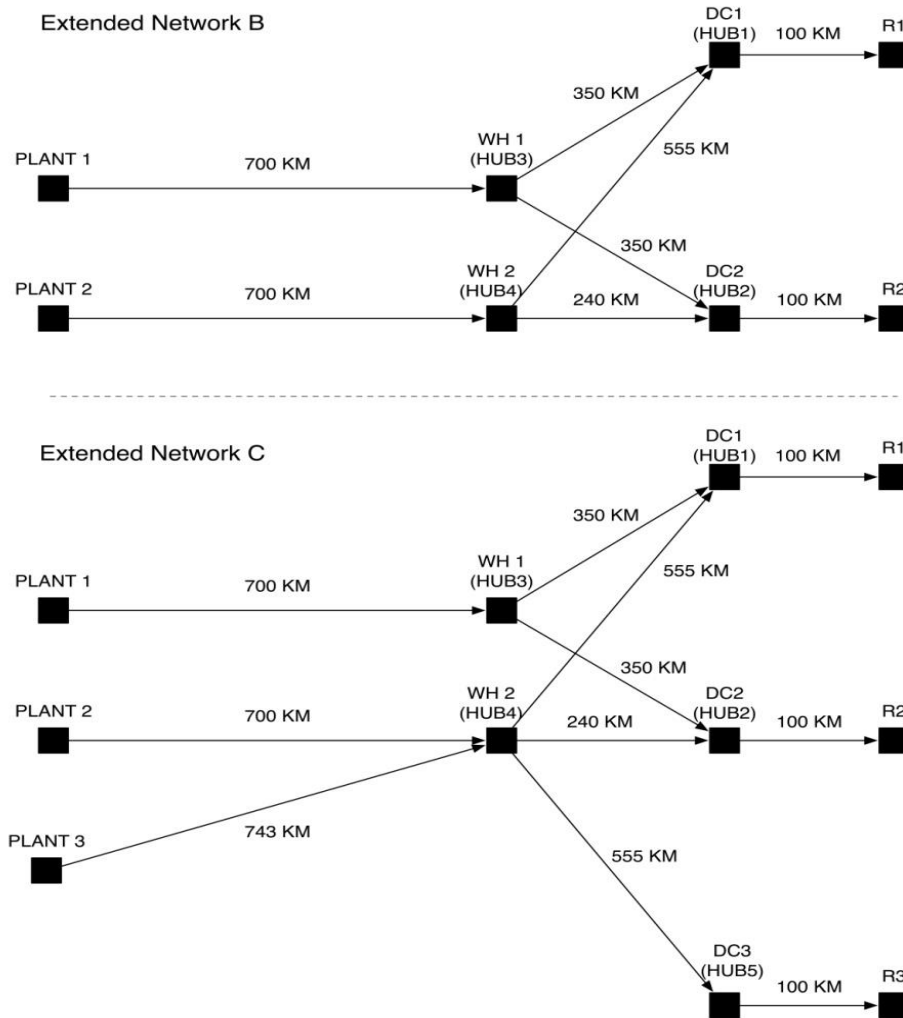 Extended Network B
DC1
(HUB1)
100 KM
R1
350 KM
WH 1
(HUB3)
555 KM
PLANT 1
700 KM
350 KM
PLANT 2
700 KM
WH 2
(HUB4)
240 KM
DC2
(HUB2)
100 KM
R2
Extended Network C
DC1
(HUB1)
100 KM
R1
350 KM
WH 1
(HUB3)
555 KM
PLANT 1
700 KM
350 KM
PLANT 2
700 KM
WH 2
(HUB4)
240 KM
DC2
(HUB2)
100 KM
R2
PLANT 3
743 KM
555 KM
DC3
(HUB5)
100 KM
R3